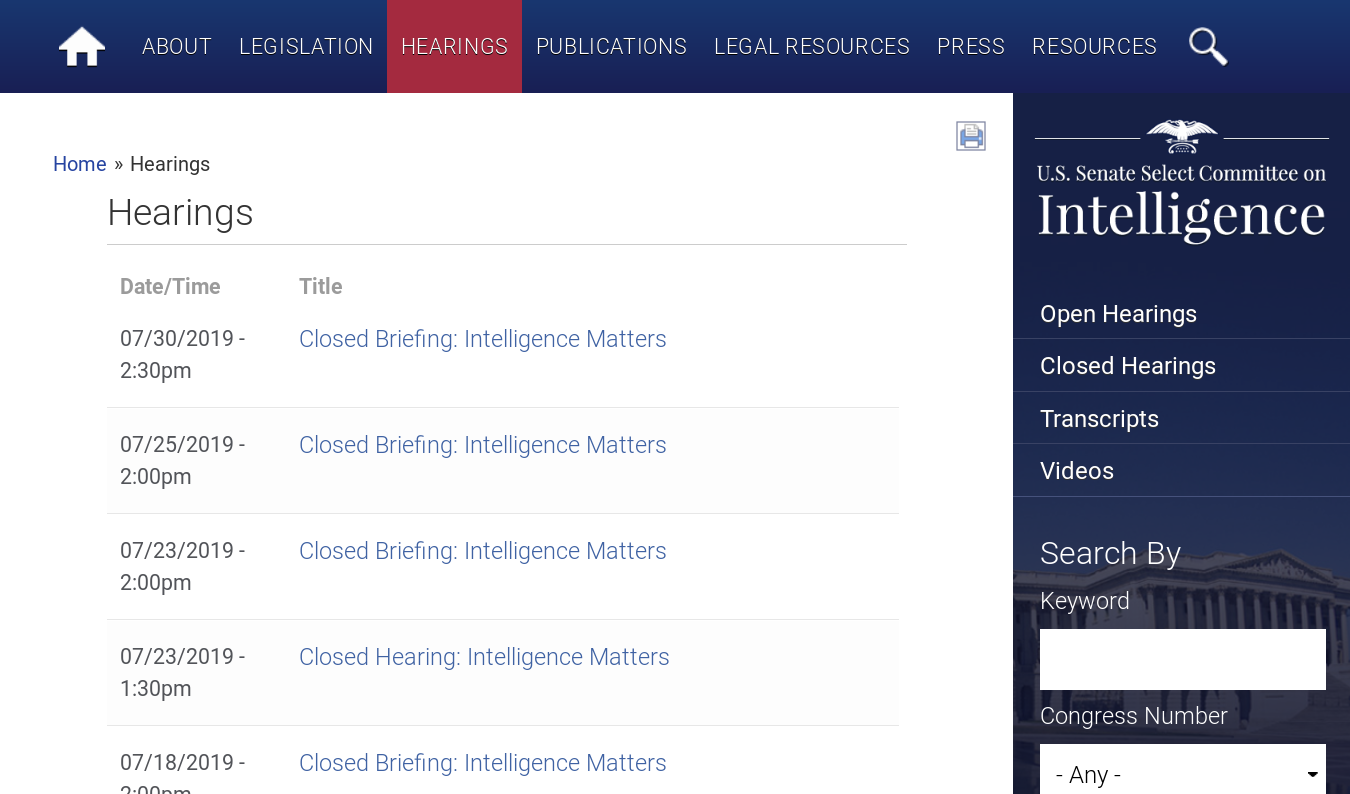 ABOUT LEGISLATION HEARINGS PUBLICATIONS LEGAL RESOURCES PRESS RESOURCES
Home » Hearings
Hearings
Date/Time Title
07/30/2019 - Closed Briefing: Intelligence Matters
2:30pm
07/25/2019 - Closed Briefing: Intelligence Matters
2:00pm
07/23/2019 - Closed Briefing: Intelligence Matters
2:00pm
07/23/2019 - Closed Hearing: Intelligence Matters
1:30pm
07/18/2019 - Closed Briefing: Intelligence Matters
2:00pm
U.S. Senate Select Committee on
Intelligence
Open Hearings
Closed Hearings
Transcripts
Videos
Search By
Keyword
Congress Number
- Any -